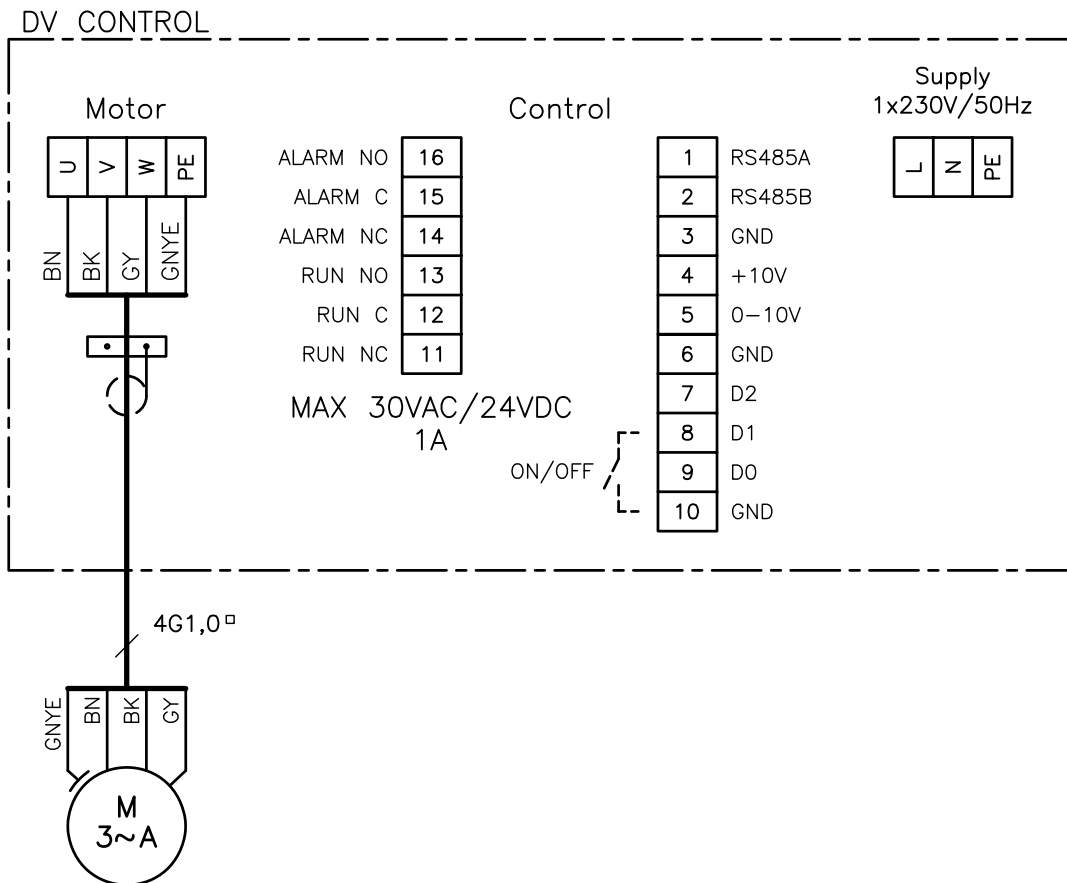 DV CONTROL
Motor
U V W PE
BN BK GY GNYE
Control
ALARM NO 16
ALARM C 15
ALARM NC 14
RUN NO 13
RUN C 12
RUN NC 11
MAX 30VAC/24VDC
1A
1 RS485A
2 RS485B
3 GND
4 +10V
5 0-10V
6 GND
7 D2
8 D1
9 D0
10 GND
ON/OFF
Supply
1x230V/50Hz
L N PE
4G1,0□
GNYE BN BK GY
M
3~A